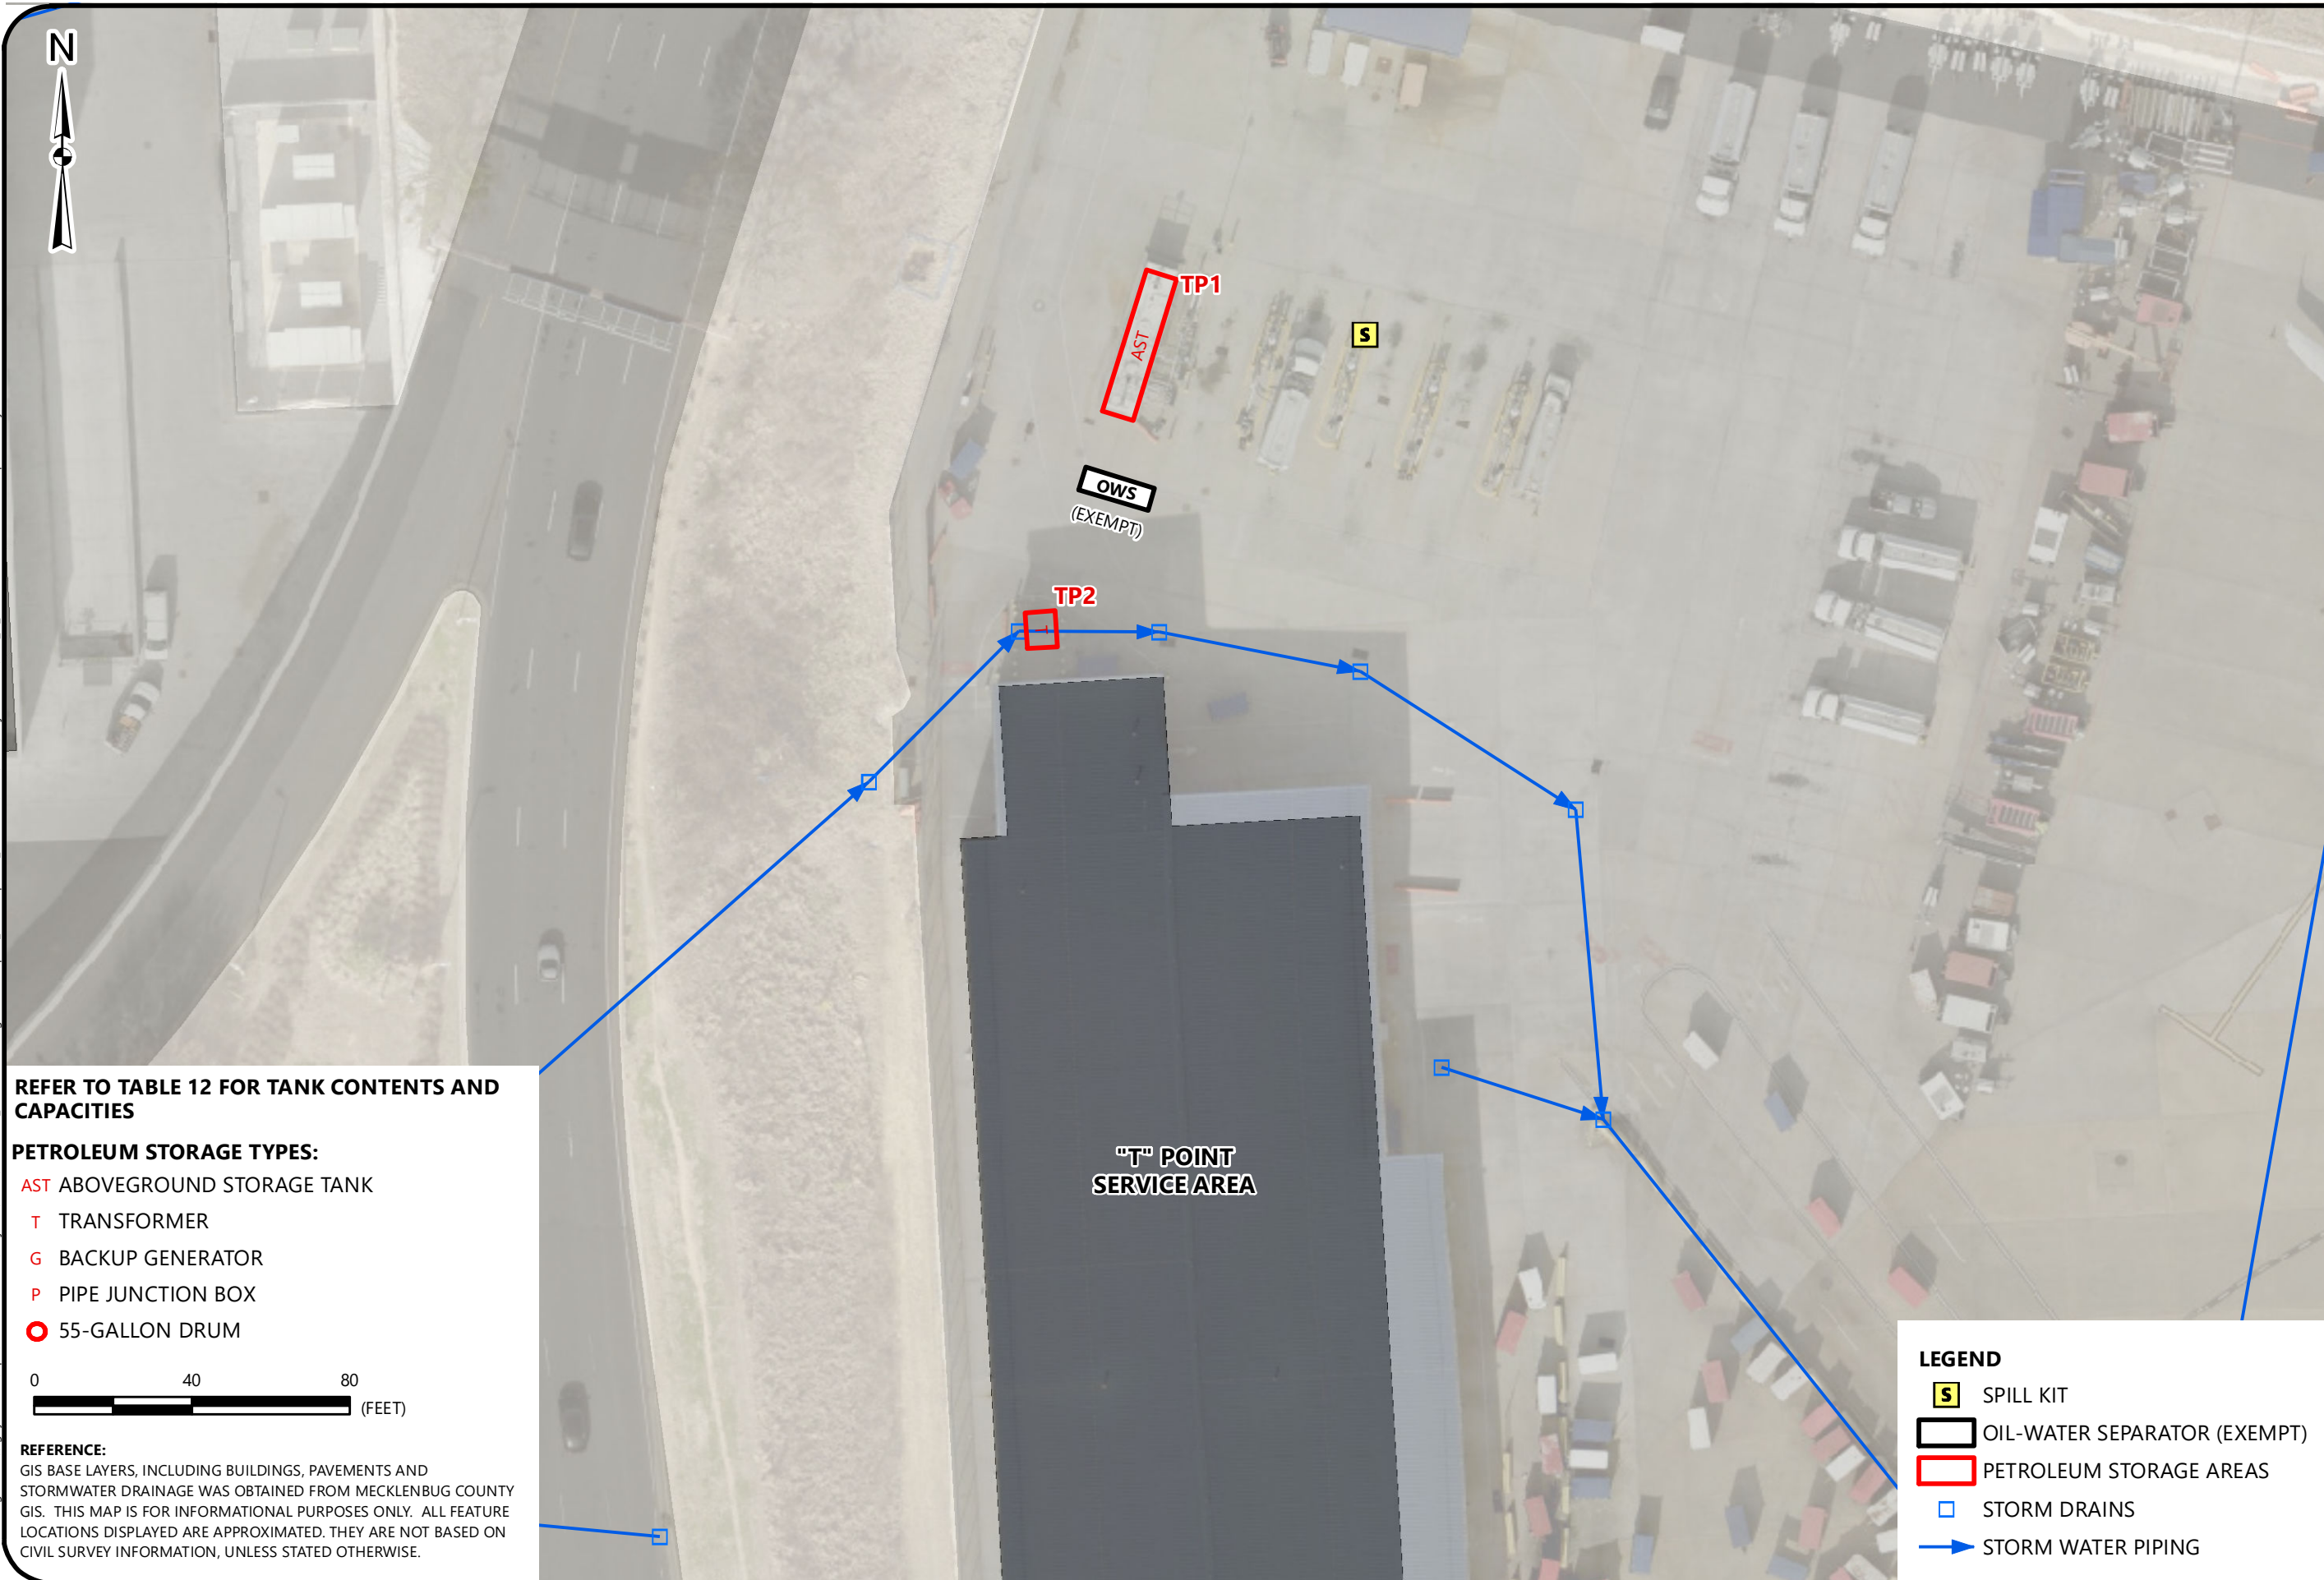 N
TP1
AST
S
OWS
(EXEMPT)
TP2
T
"T" POINT
SERVICE AREA
REFER TO TABLE 12 FOR TANK CONTENTS AND
CAPACITIES
PETROLEUM STORAGE TYPES:
AST ABOVEGROUND STORAGE TANK
T TRANSFORMER
G BACKUP GENERATOR
P PIPE JUNCTION BOX
55-GALLON DRUM
0 40 80
(FEET)
REFERENCE:
GIS BASE LAYERS, INCLUDING BUILDINGS, PAVEMENTS AND
STORMWATER DRAINAGE WAS OBTAINED FROM MECKLENBUG COUNTY
GIS. THIS MAP IS FOR INFORMATIONAL PURPOSES ONLY. ALL FEATURE
LOCATIONS DISPLAYED ARE APPROXIMATED. THEY ARE NOT BASED ON
CIVIL SURVEY INFORMATION, UNLESS STATED OTHERWISE.
LEGEND
S SPILL KIT
OIL-WATER SEPARATOR (EXEMPT)
PETROLEUM STORAGE AREAS
STORM DRAINS
STORM WATER PIPING